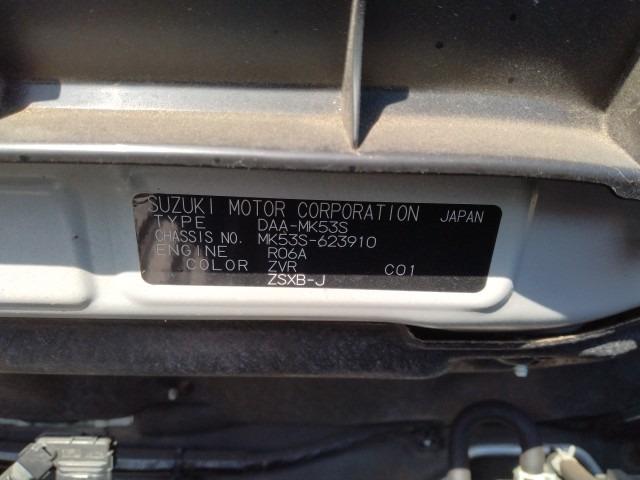 SUZUKI MOTOR CORPORATION JAPAN
TYPE DAA-MK53S
CHASSIS NO. MK53S-623910
ENGINE R06A
COLOR ZVR C01
ZSXB-J